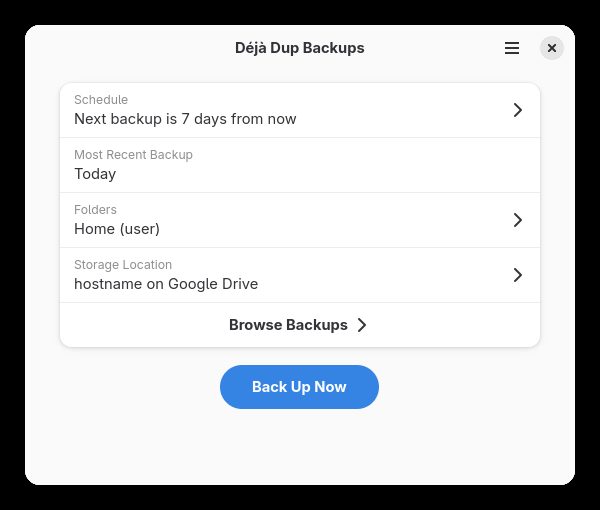 Déjà Dup Backups
Schedule
Next backup is 7 days from now
Most Recent Backup
Today
Folders
Home (user)
Storage Location
hostname on Google Drive
Browse Backups
Back Up Now